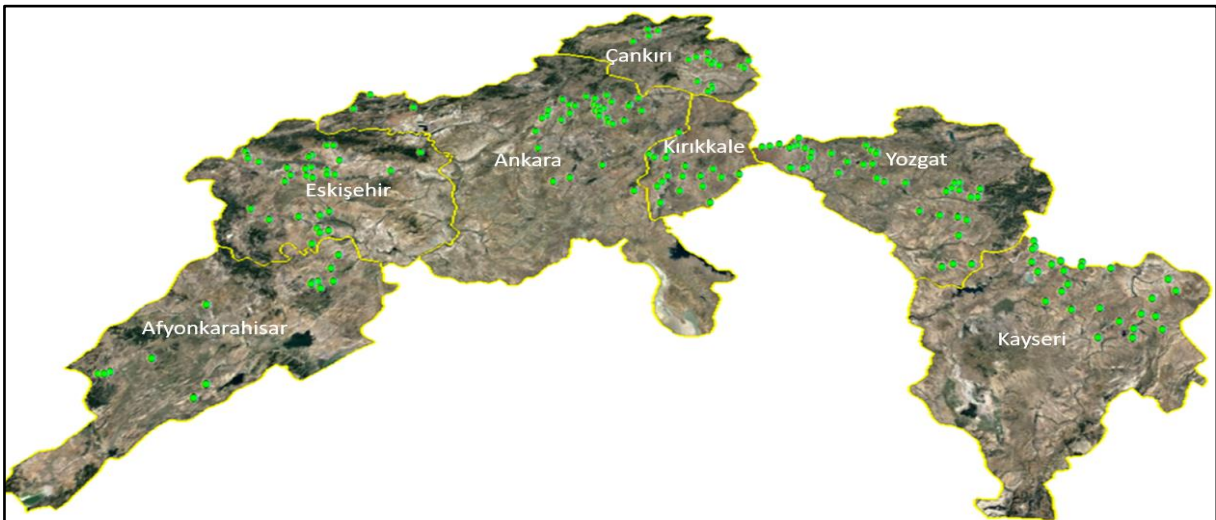 Çankırı
Ankara
Kırıkkale
Yozgat
Eskişehir
Afyonkarahisar
Kayseri